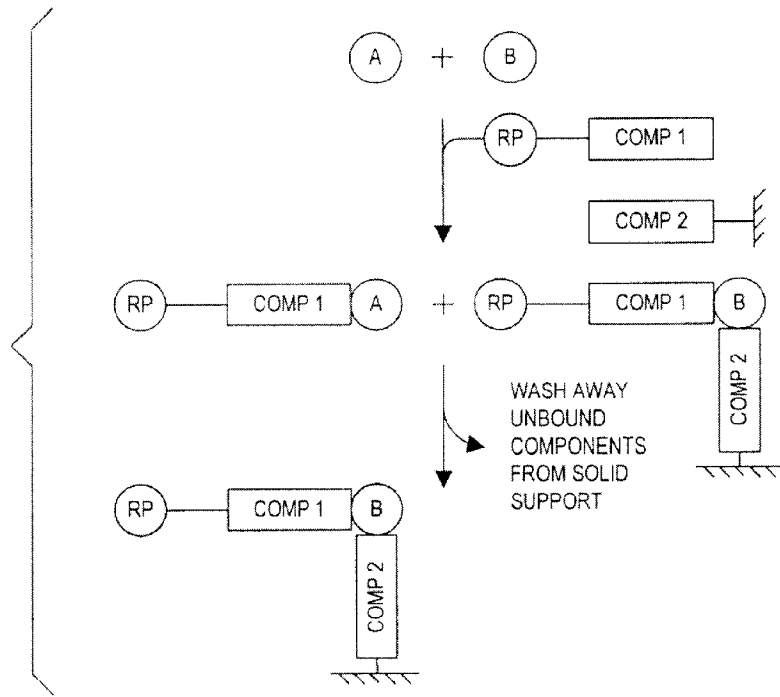 A + B
RP COMP 1
COMP 2
RP COMP 1 A + RP COMP 1 B
COMP 2
WASH AWAY
UNBOUND
COMPONENTS
FROM SOLID
SUPPORT
RP COMP 1 B
COMP 2